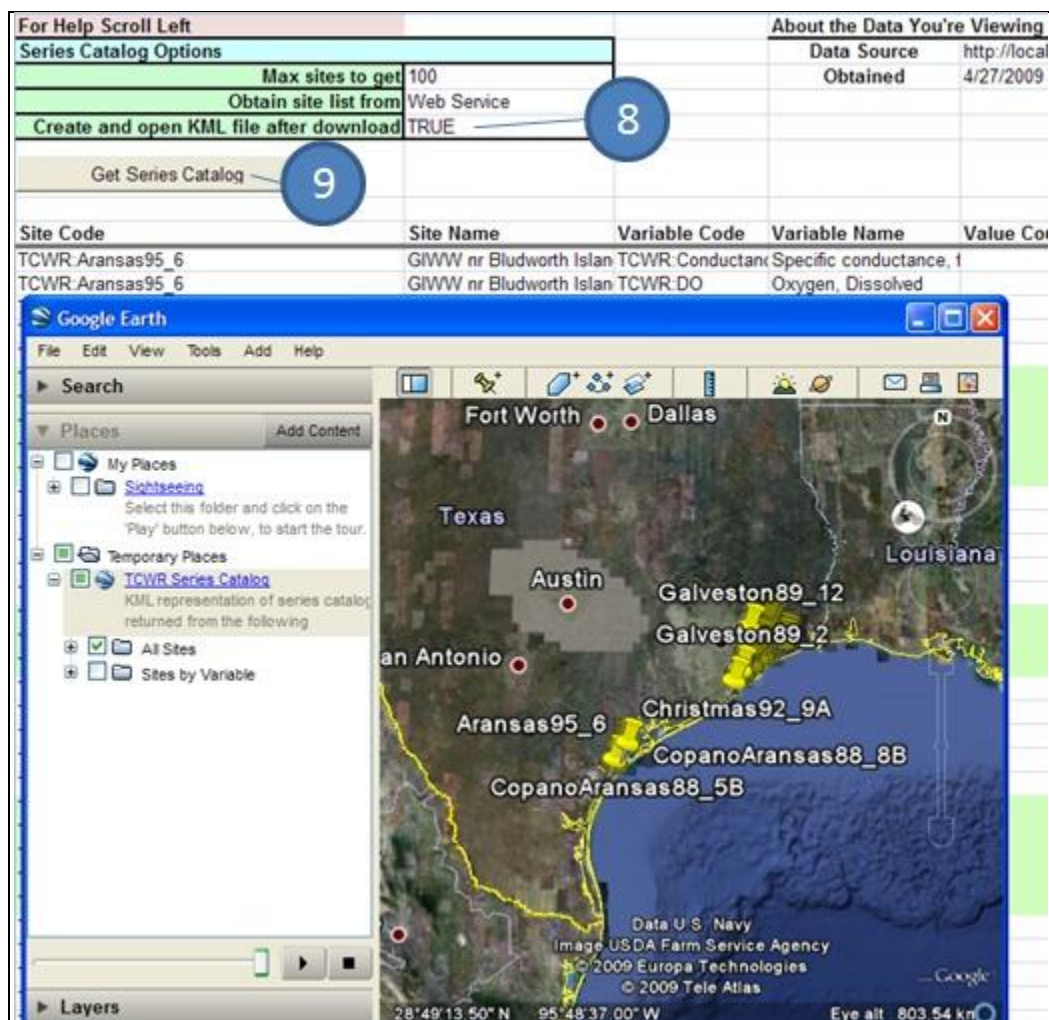 For Help Scroll Left
About the Data You're Viewing
Series Catalog Options
Data Source http://local
Max sites to get 100
Obtained 4/27/2009
Obtain site list from Web Service
Create and open KML file after download TRUE
8
Get Series Catalog
9
Site Code Site Name Variable Code Variable Name Value Cou
TCWR:Aransas95_6 GIWW nr Bludworth Islan TCWR:Conductanc Specific conductance, f
TCWR:Aransas95_6 GIWW nr Bludworth Islan TCWR:DO Oxygen, Dissolved
Google Earth
File Edit View Tools Add Help
Search
Places
Add Content
My Places
Sightseeing
Select this folder and click on the
'Play' button below, to start the tour.
Temporary Places
TCWR Series Catalog
KML representation of series catalog
returned from the following
All Sites
Sites by Variable
Layers
N
Fort Worth
Dallas
Texas
Louisiana
Austin
Galveston89_12
Galveston89_2
an Antonio
Christmas92_9A
Aransas95_6
CopanoAransas88_8B
CopanoAransas88_5B
Data U.S. Navy
Image USDA Farm Service Agency
© 2009 Europa Technologies
© 2009 Tele Atlas
Google
28°49'13.50" N 95°48'37.00" W Eye alt 803.54 km